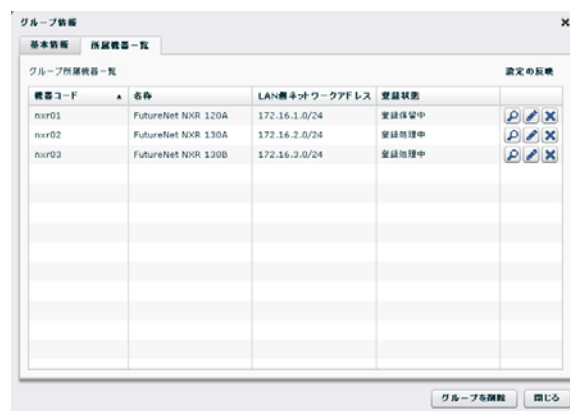 グループ情報
基本情報 所属機器一覧
グループ所属機器一覧 設定の反映
機器コード ▲ 名称 LAN側ネットワークアドレス 登録状態
nxr01 FutureNet NXR 120A 172.16.1.0/24 登録保留中
nxr02 FutureNet NXR 130A 172.16.2.0/24 登録処理中
nxr03 FutureNet NXR 130B 172.16.3.0/24 登録処理中
グループを削除 閉じる